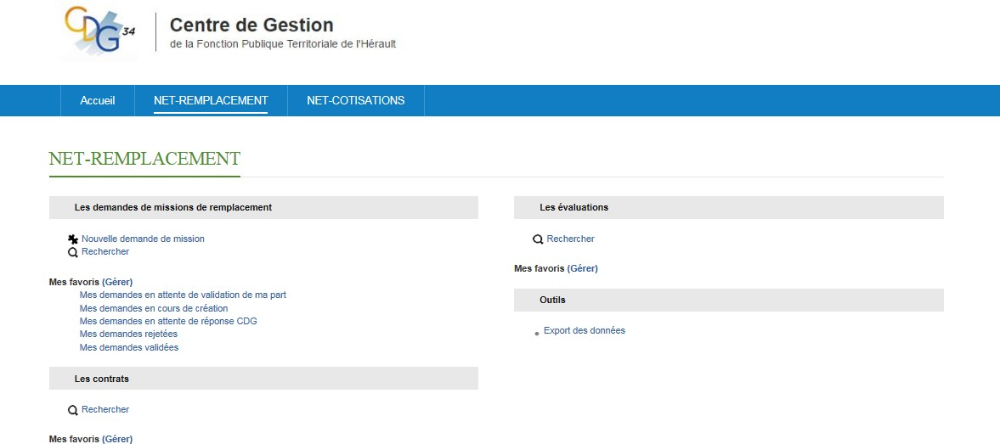 CDG 34
Centre de Gestion
de la Fonction Publique Territoriale de l'Hérault
Accueil
NET-REMPLACEMENT
NET-COTISATIONS
NET-REMPLACEMENT
Les demandes de missions de remplacement
Nouvelle demande de mission
Rechercher
Mes favoris (Gérer)
Mes demandes en attente de validation de ma part
Mes demandes en cours de création
Mes demandes en attente de réponse CDG
Mes demandes rejetées
Mes demandes validées
Les contrats
Rechercher
Mes favoris (Gérer)
Les évaluations
Rechercher
Mes favoris (Gérer)
Outils
Export des données